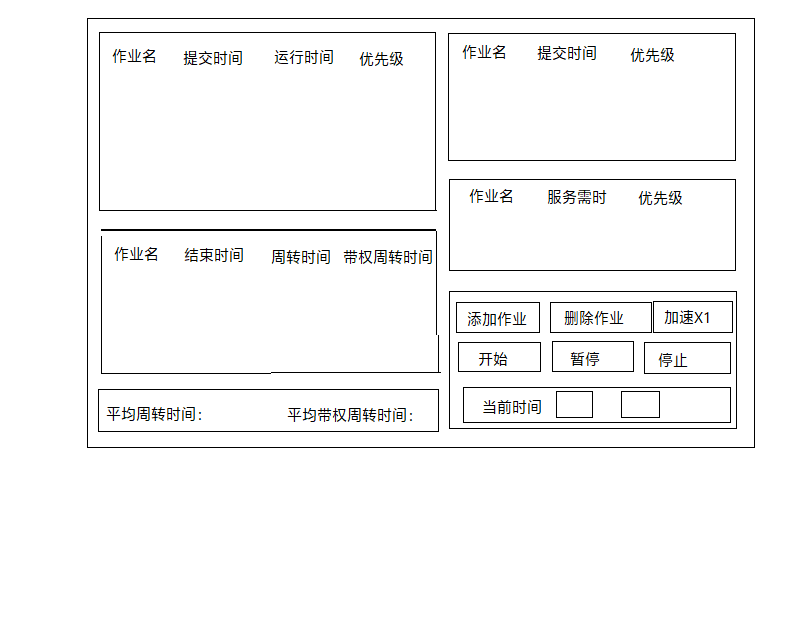 作业名 提交时间 运行时间 优先级
作业名 结束时间 周转时间 带权周转时间
平均周转时间： 平均带权周转时间：
作业名 提交时间 优先级
作业名 服务需时 优先级
添加作业 删除作业 加速X1
开始 暂停 停止
当前时间